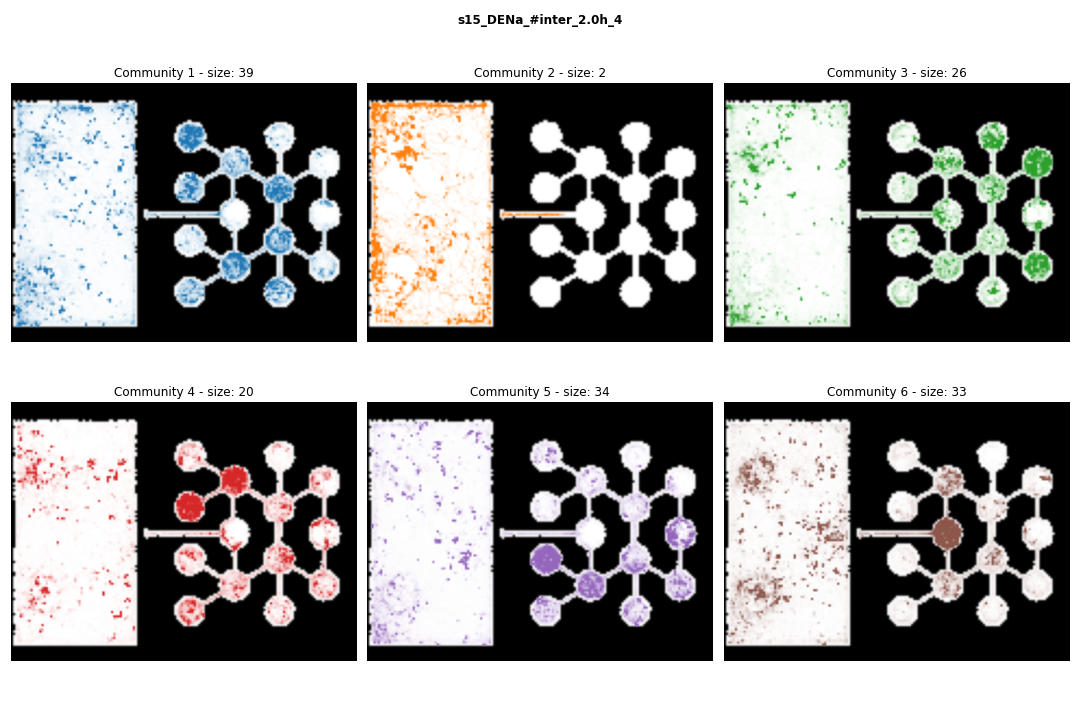 s15_DENa_#inter_2.0h_4
Community 1 - size: 39
Community 2 - size: 2
Community 3 - size: 26
Community 4 - size: 20
Community 5 - size: 34
Community 6 - size: 33